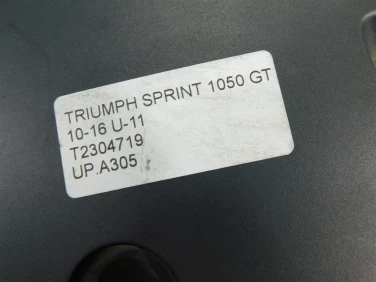 TRIUMPH SPRINT 1050 GT
10-16 U-11
T2304719
UP.A305